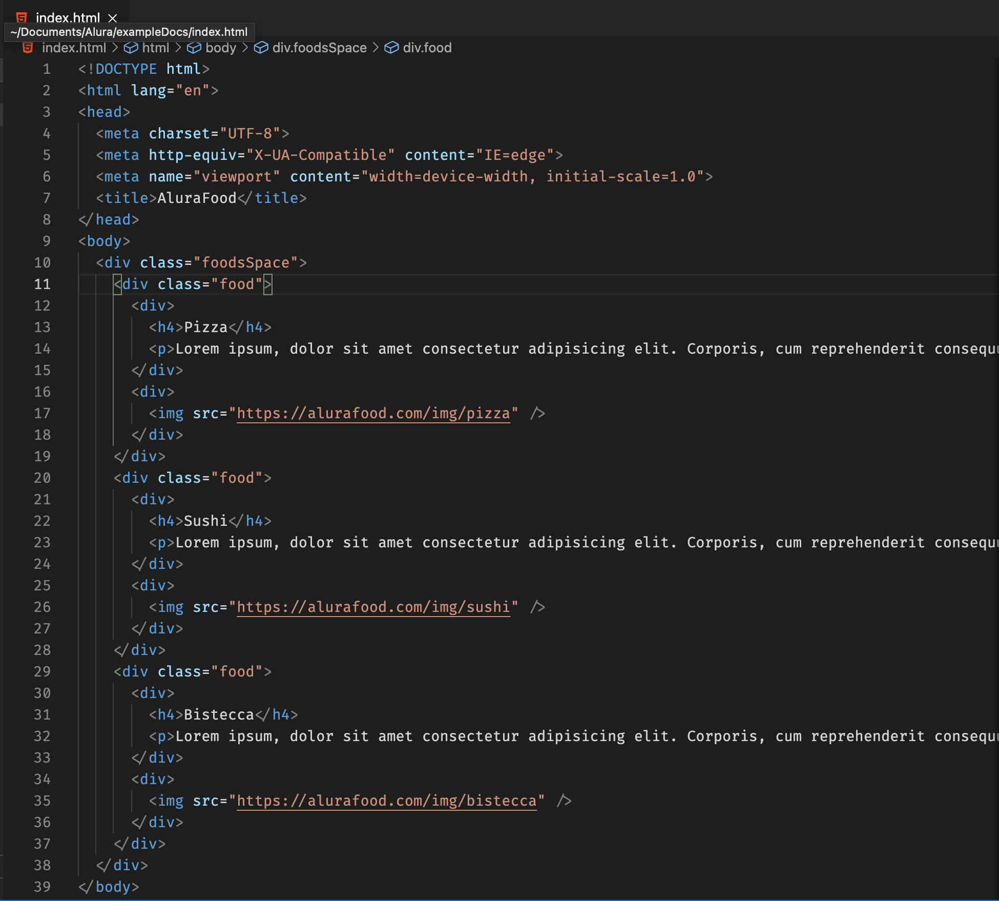 index.html
~/Documents/Alura/exampleDocs/index.html
index.html > html > body > div.foodsSpace > div.food
1 <!DOCTYPE html>
2 <html lang="en">
3 <head>
4 <meta charset="UTF-8">
5 <meta http-equiv="X-UA-Compatible" content="IE=edge">
6 <meta name="viewport" content="width=device-width, initial-scale=1.0">
7 <title>AluraFood</title>
8 </head>
9 <body>
10 <div class="foodsSpace">
11 <div class="food">
12 <div>
13 <h4>Pizza</h4>
14 <p>Lorem ipsum, dolor sit amet consectetur adipisicing elit. Corporis, cum reprehenderit
15 </div>
16 <div>
17 <img src="https://alurafood.com/img/pizza" />
18 </div>
19 </div>
20 <div class="food">
21 <div>
22 <h4>Sushi</h4>
23 <p>Lorem ipsum, dolor sit amet consectetur adipisicing elit. Corporis, cum reprehenderit
24 </div>
25 <div>
26 <img src="https://alurafood.com/img/sushi" />
27 </div>
28 </div>
29 <div class="food">
30 <div>
31 <h4>Bistecca</h4>
32 <p>Lorem ipsum, dolor sit amet consectetur adipisicing elit. Corporis, cum reprehenderit
33 </div>
34 <div>
35 <img src="https://alurafood.com/img/bistecca" />
36 </div>
37 </div>
38 </div>
39 </body>